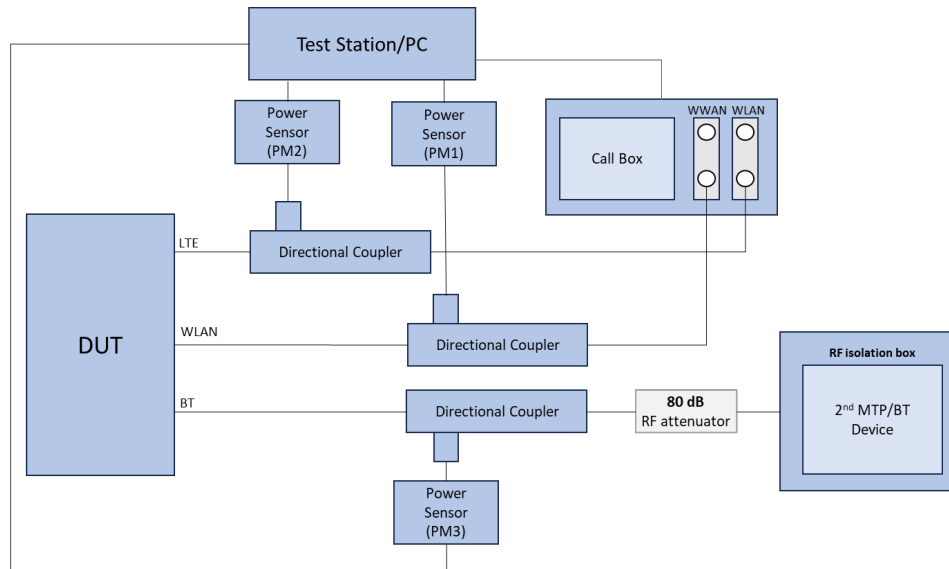 Test Station/PC
Power
Sensor
(PM2)
Power
Sensor
(PM1)
WWAN
WLAN
Call Box
LTE
Directional Coupler
DUT
WLAN
Directional Coupler
RF isolation box
BT
Directional Coupler
80 dB
RF attenuator
2nd MTP/BT
Device
Power
Sensor
(PM3)